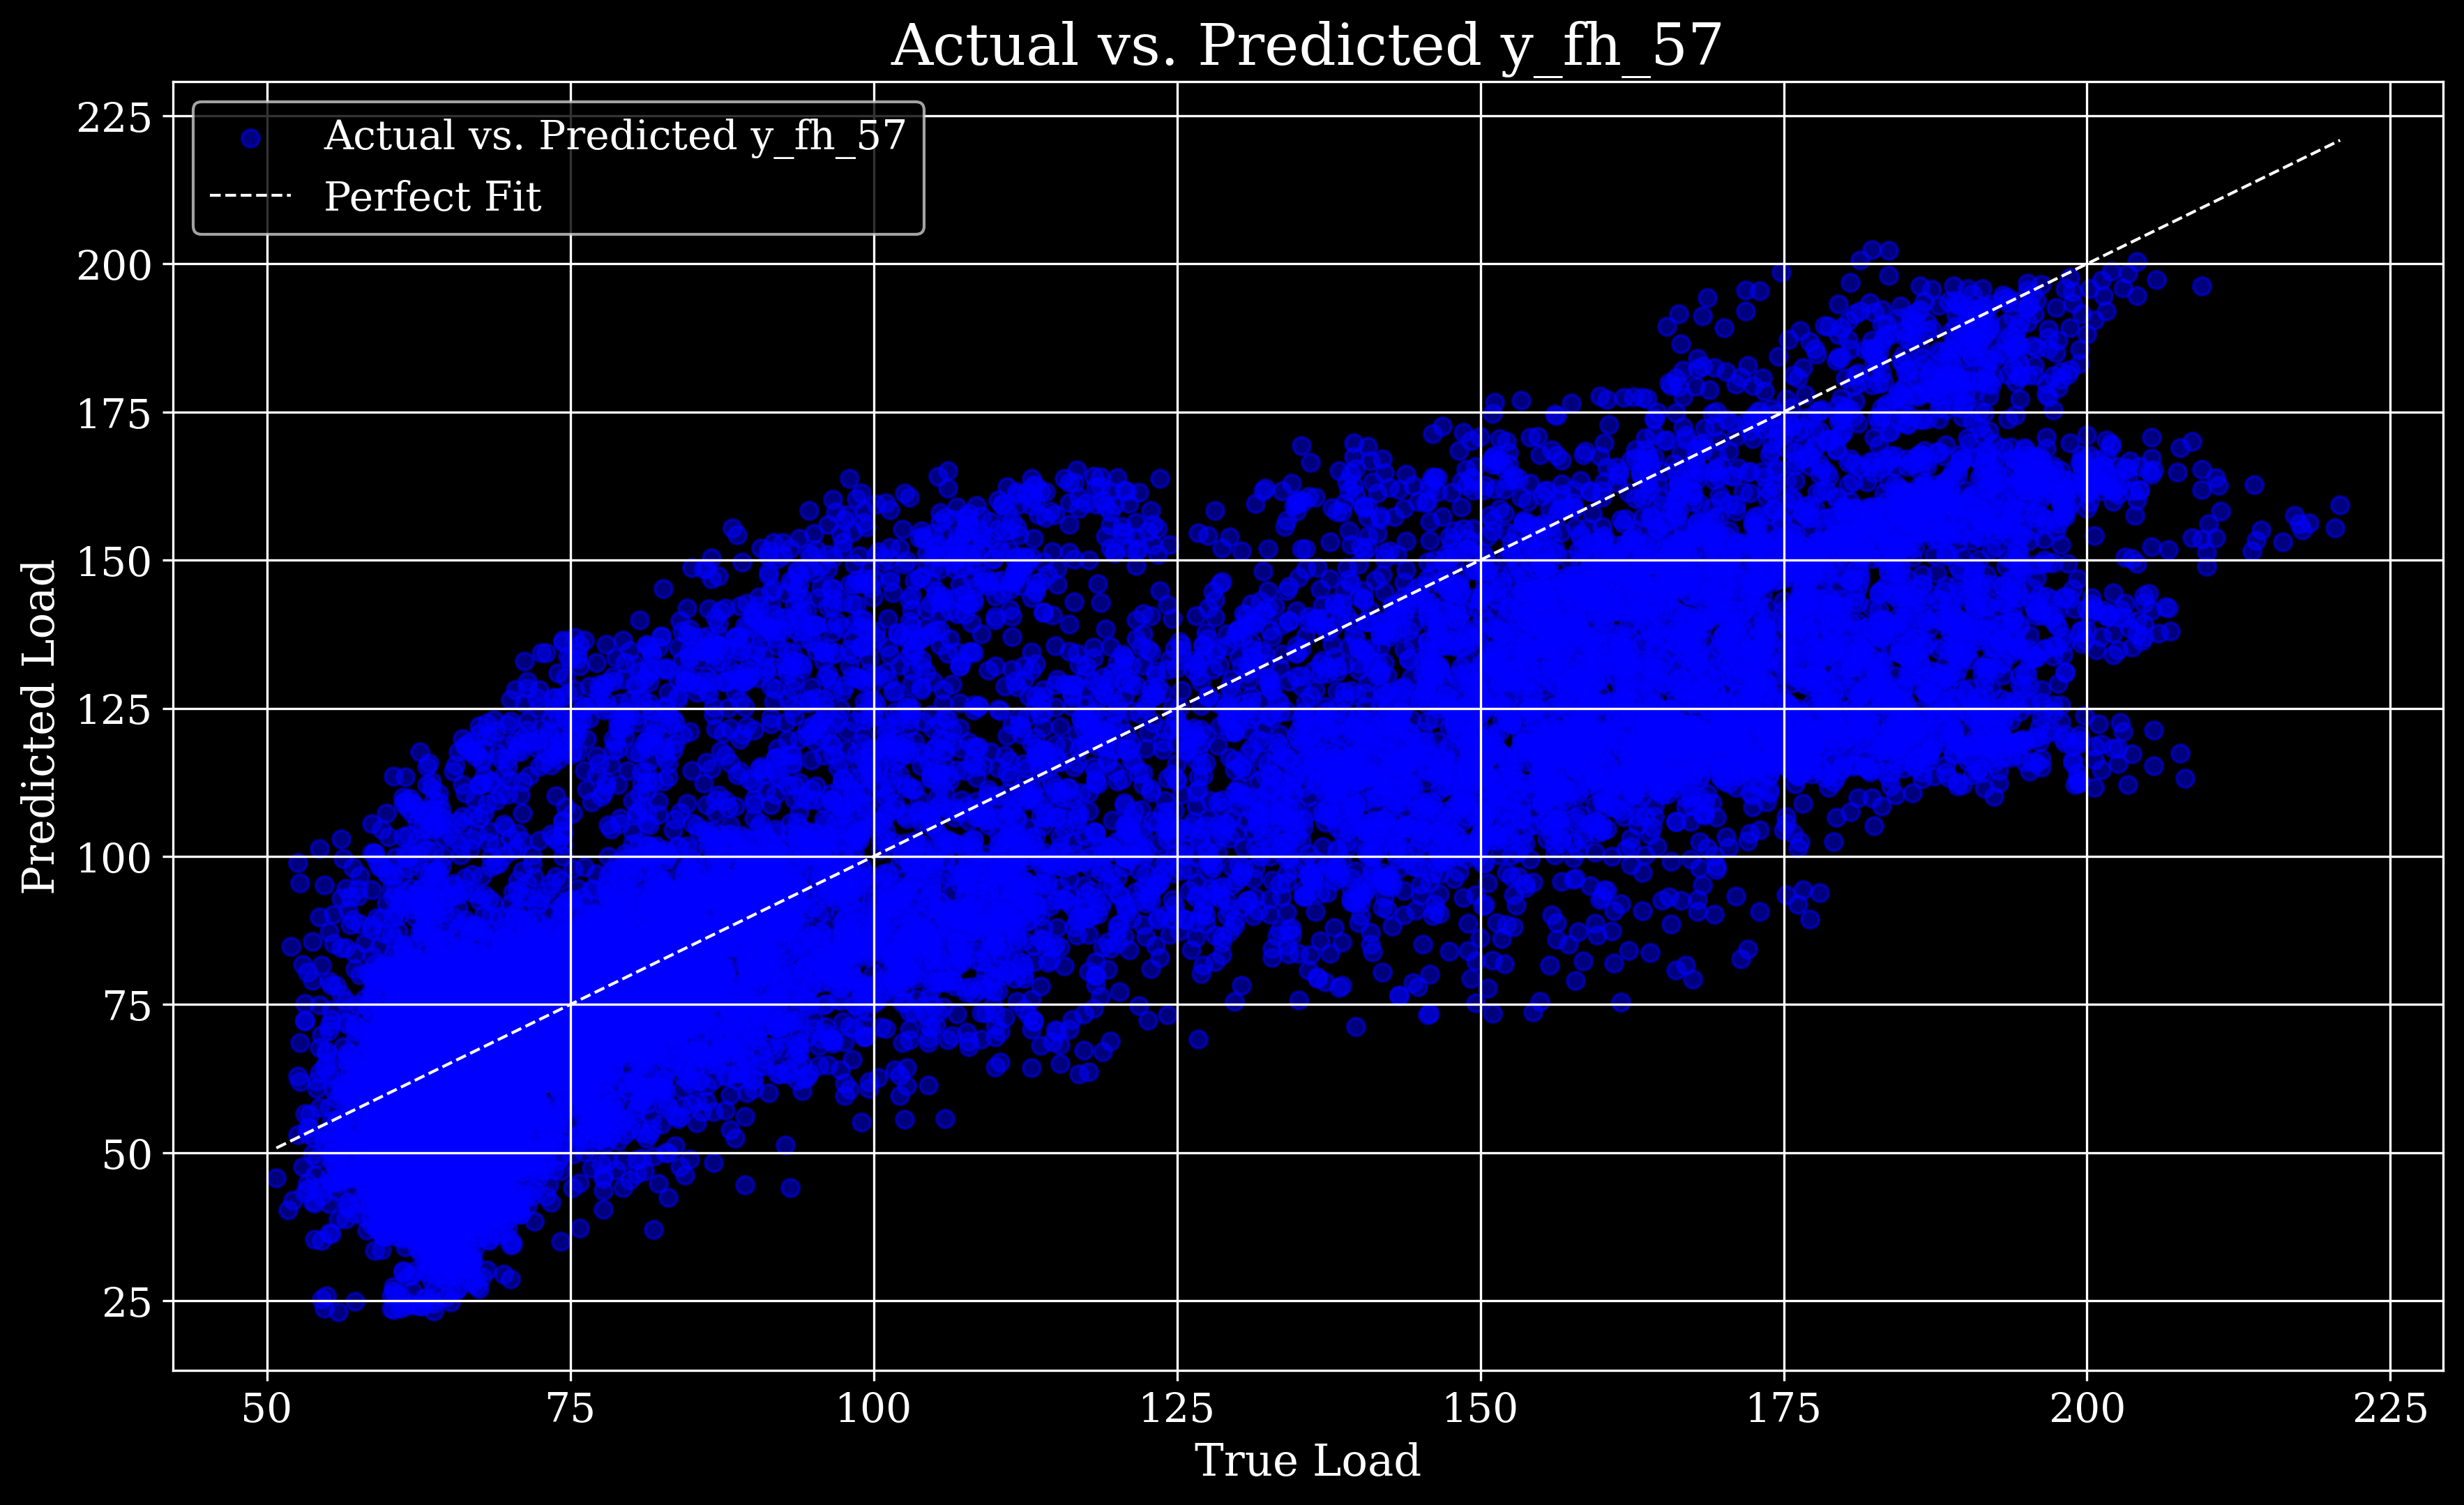 Actual vs. Predicted y_fh_57
Actual vs. Predicted y_fh_57
Perfect Fit
225
200
175
150
125
100
75
50
25
Predicted Load
50 75 100 125 150 175 200 225
True Load